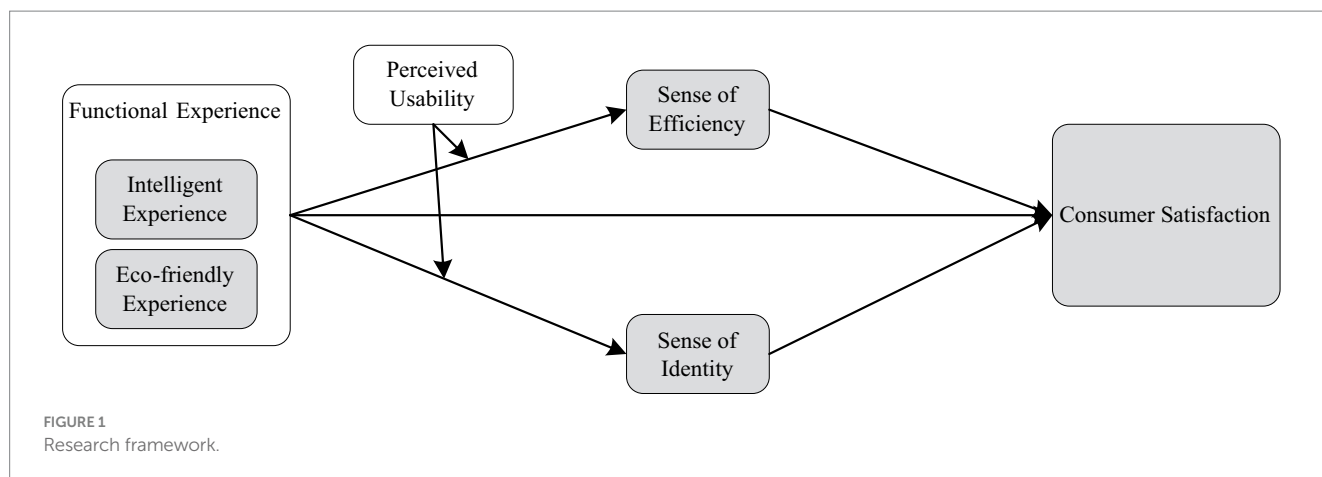 Functional Experience
Intelligent
Experience
Eco-friendly
Experience
Perceived
Usability
Sense of
Efficiency
Sense of
Identity
Consumer Satisfaction
FIGURE 1
Research framework.